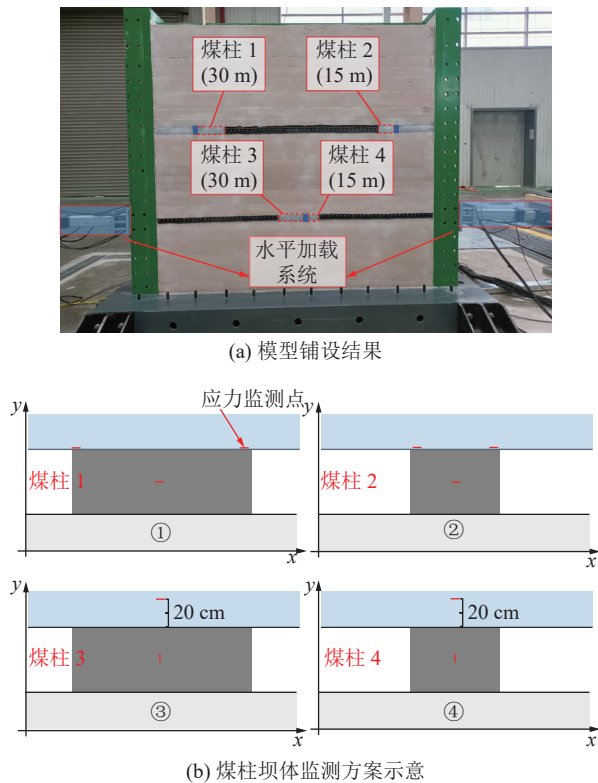 煤柱 1
(30 m)
煤柱 2
(15 m)
煤柱 3
(30 m)
煤柱 4
(15 m)
水平加载
系统
(a) 模型铺设结果
y
应力监测点
煤柱 1
①
x
y
煤柱 2
②
x
y
20 cm
煤柱 3
③
x
y
20 cm
煤柱 4
④
x
(b) 煤柱坝体监测方案示意